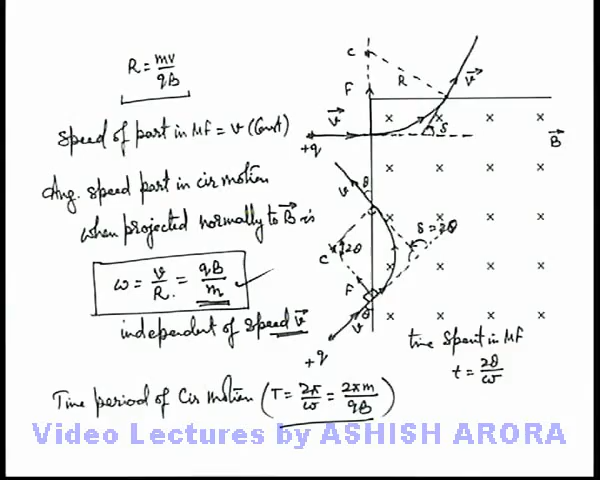 R = mv/qB
Speed of part in MF = v (Const)
Ang. speed part in cir motion
when projected normally to B⃗ is
ω = v/R = qB/m
independent of speed v⃗
Time period of Cir motion (T = 2π/ω = 2πm/qB)
C
R
F
v⃗
v⃗
δ
+q
B⃗
θ
v
δ = 2θ
C
2θ
F
θ
v
+q
time Spent in MF
t = 2θ/ω
Video Lectures by ASHISH ARORA